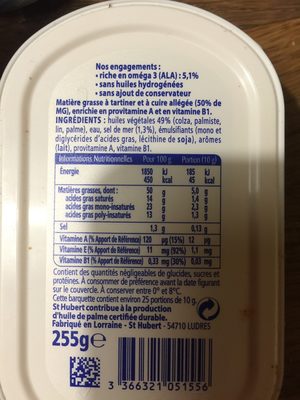 Nos engagements :
• riche en oméga 3 (ALA) : 5,1%
• sans huiles hydrogénées
• sans ajout de conservateur
Matière grasse à tartiner et à cuire allégée (50% de
MG), enrichie en provitamine A et en vitamine B1.
INGRÉDIENTS : huiles végétales 49% (colza, palmiste,
lin, palme), eau, sel de mer (1,3%), émulsifiants (mono et
diglycérides d'acides gras, lécithine de soja), arômes
(lait), provitamine A, vitamine B1.
Informations Nutritionnelles Pour 100 g Portion (10 g)
Énergie 1850 kJ 185 kJ
450 kcal 45 kcal
Matières grasses, dont : 50 g 5,0 g
acides gras saturés 14 g 1,4 g
acides gras mono-insaturés 23 g 2,3 g
acides gras poly-insaturés 13 g 1,3 g
Sel 1,3 g 0,13 g
Vitamine A (% Apport de Référence) 120 µg (15%) 12 µg
Vitamine E (% Apport de Référence) 11 mg (92%) 1,1 mg
Vitamine B1 (% Apport de Référence) 0,33 mg (30%) 0,03 mg
Contient des quantités négligeables de glucides, sucres et
protéines. À consommer de préférence avant la date figurant
sur le couvercle. À conserver entre 0° et 8°C.
Cette barquette contient environ 25 portions de 10 g.
St Hubert contribue à la production
d'huile de palme certifiée durable.
Fabriqué en Lorraine - St Hubert - 54710 LUDRES
255g e
3 366321 051556